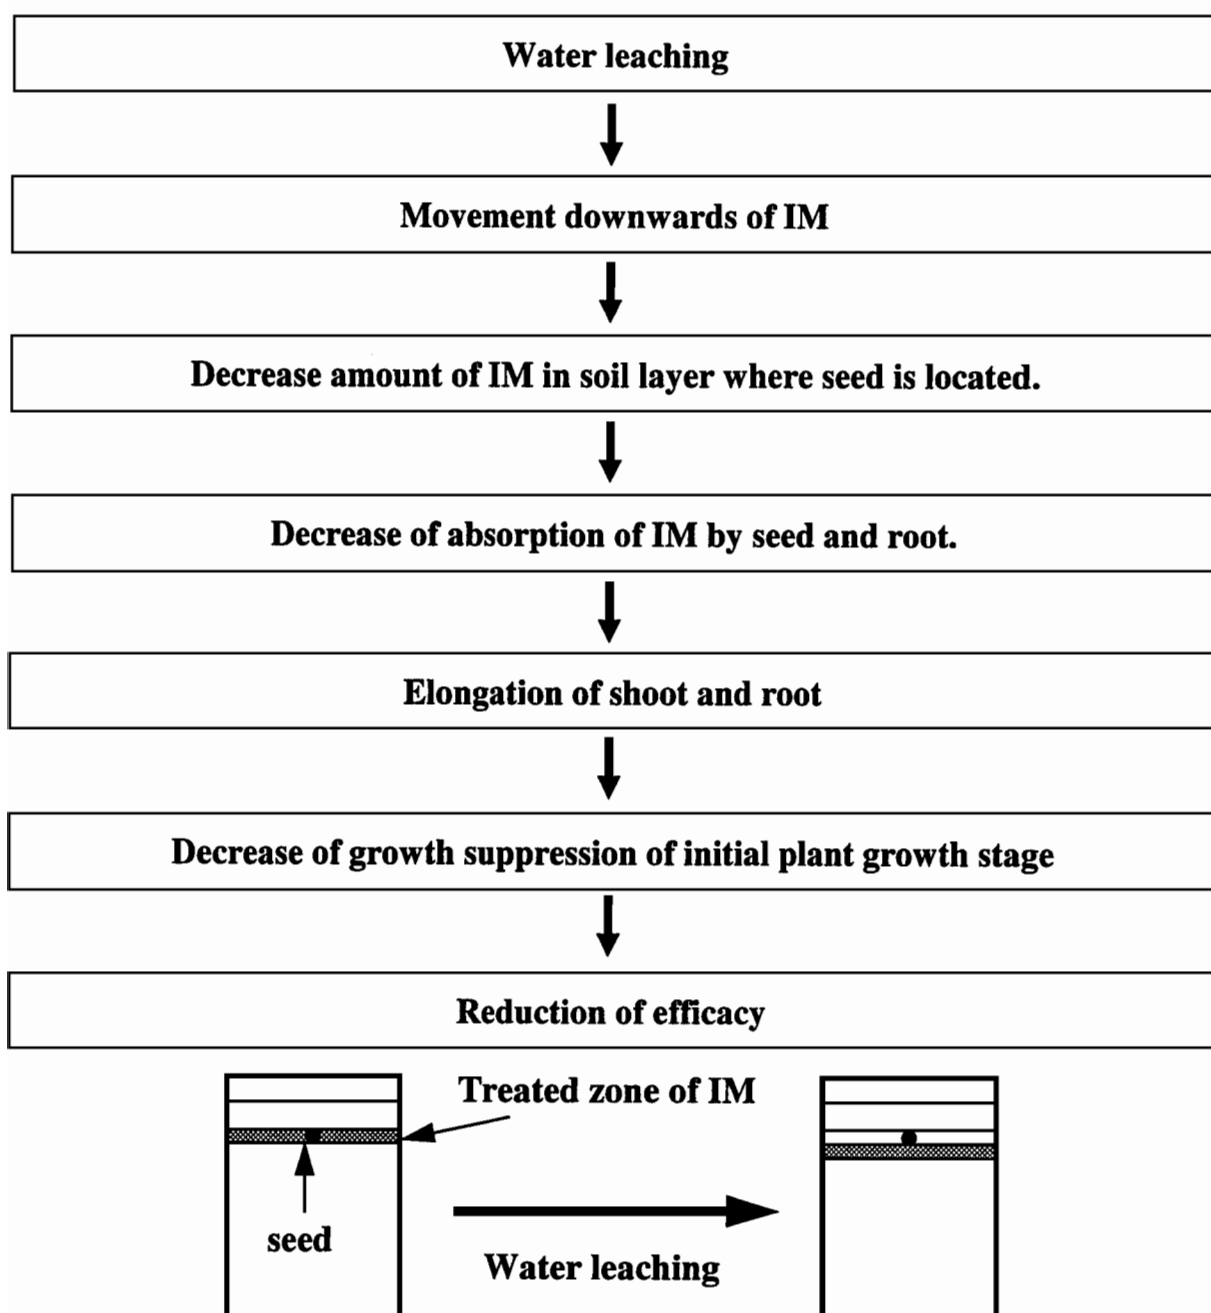 Water leaching
Movement downwards of IM
Decrease amount of IM in soil layer where seed is located.
Decrease of absorption of IM by seed and root.
Elongation of shoot and root
Decrease of growth suppression of initial plant growth stage
Reduction of efficacy
Treated zone of IM
seed
Water leaching